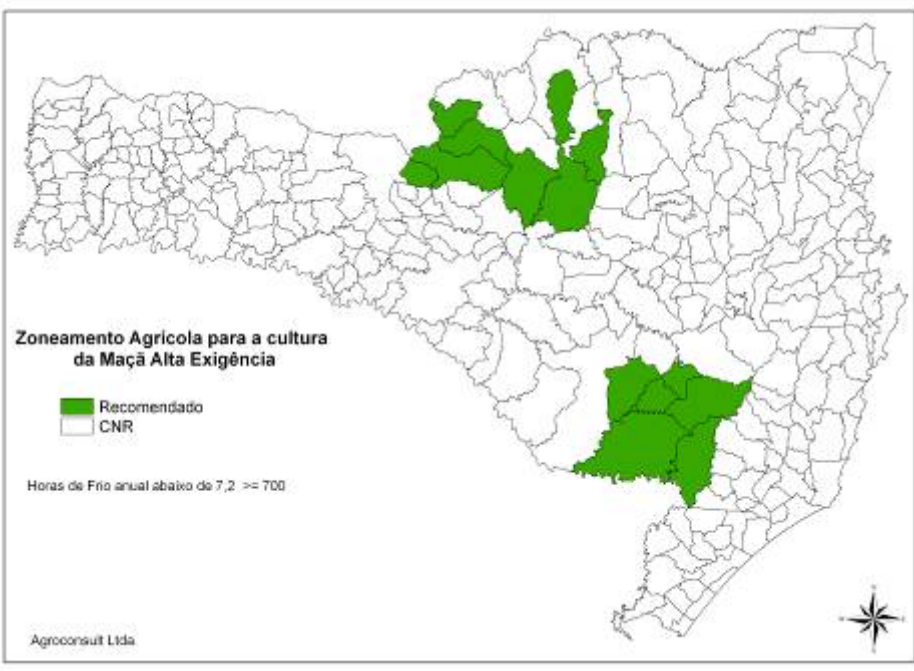 Zoneamento Agrícola para a cultura
da Maçã Alta Exigência
Recomendado
CNR
Horas de Frio anual abaixo de 7,2 >= 700
Agroconsult Ltda